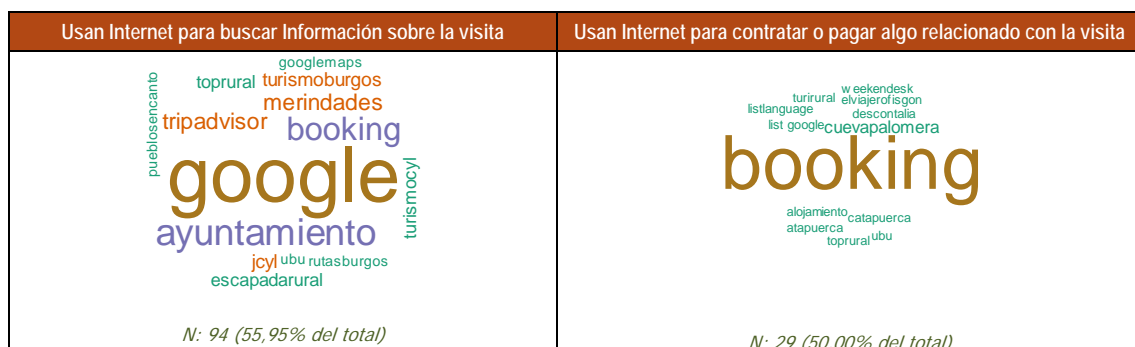 Usan Internet para buscar Información sobre la visita
Usan Internet para contratar o pagar algo relacionado con la visita
googlemaps
toprural turismoburgos
merindades
pueblosencanto
tripadvisor
booking
google
turismocyl
ayuntamiento
jcyl ubu rutasburgos
escapadarural
N: 94 (55,95% del total)
weekendesk
turirural elviajerofisgon
listlanguage
descontalia
list google cuevapalomera
booking
alojamiento catapuerca
atapuerca
toprural ubu
N: 29 (50,00% del total)